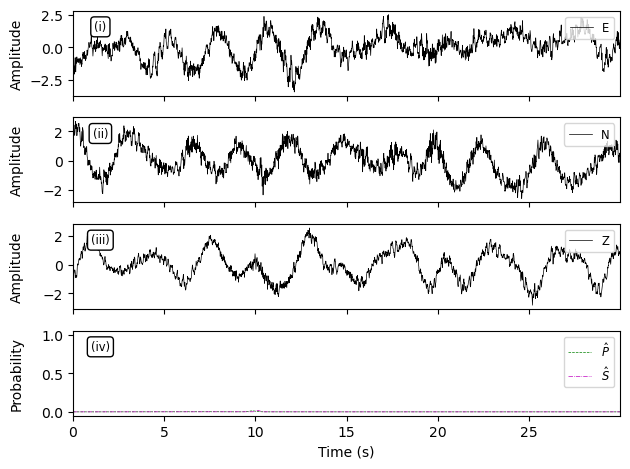 (i)
E
2.5
0.0
−2.5
Amplitude
(ii)
N
2
0
−2
Amplitude
(iii)
Z
2
0
−2
Amplitude
(iv)
P̂
Ŝ
1.0
0.5
0.0
Probability
0 5 10 15 20 25
Time (s)